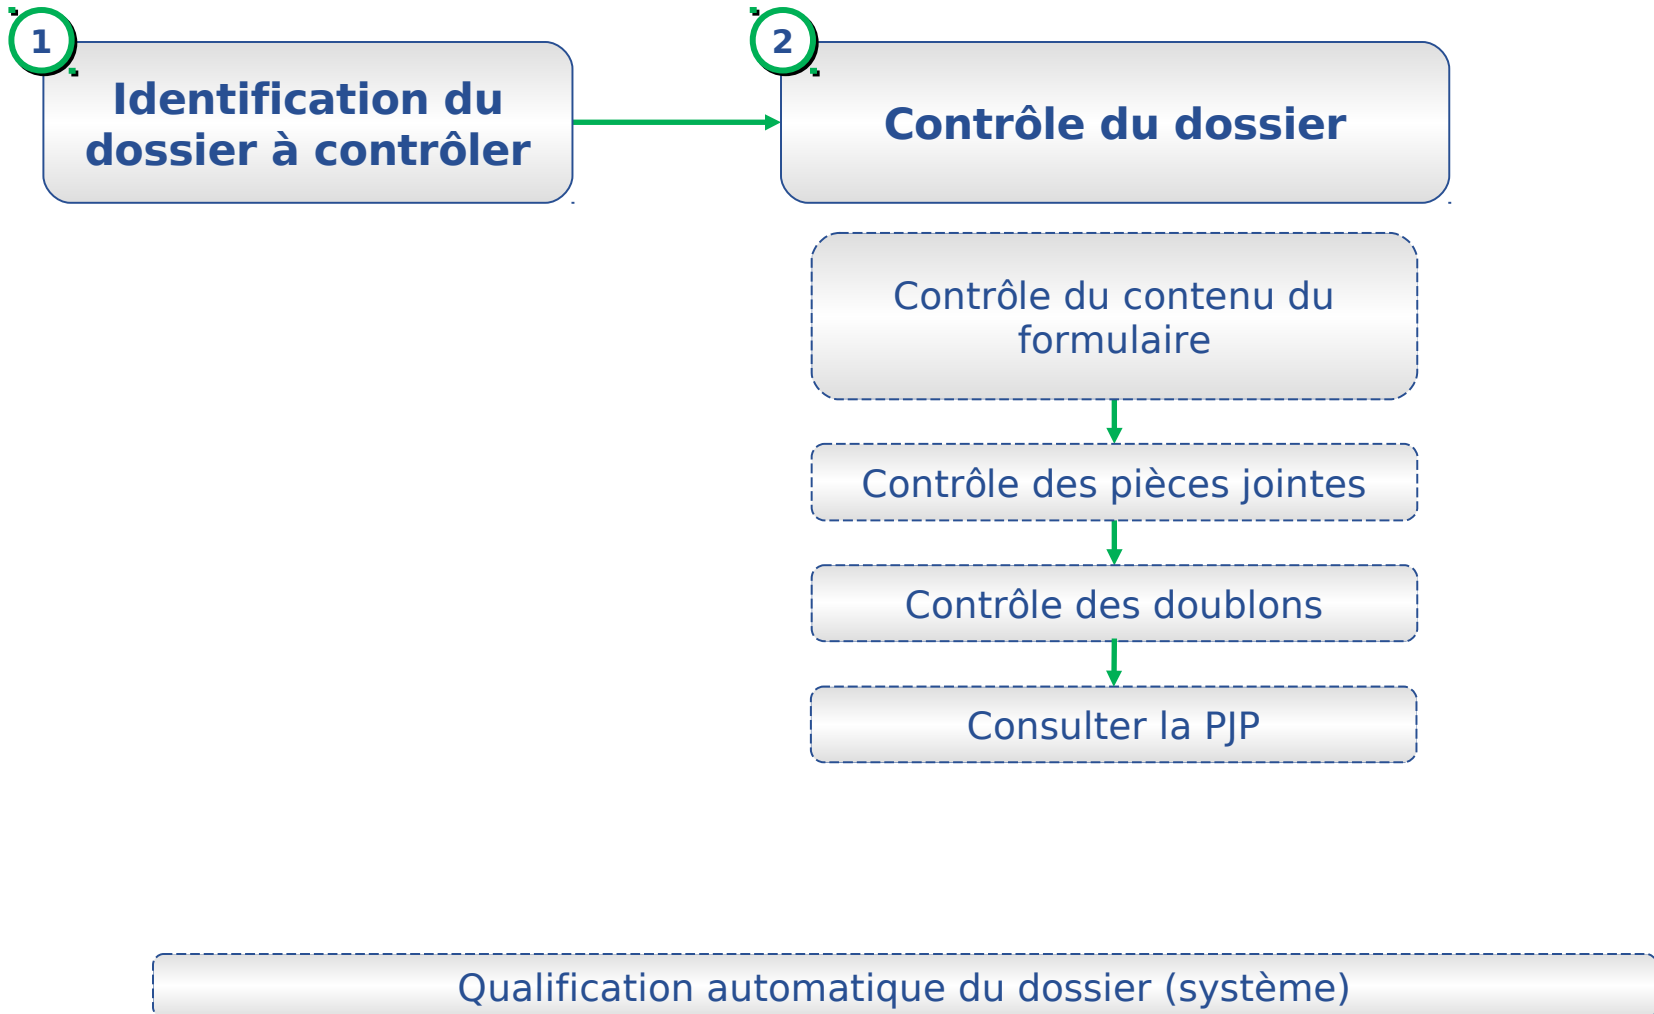 1
Identification du
dossier à contrôler
2
Contrôle du dossier
Contrôle du contenu du
formulaire
Contrôle des pièces jointes
Contrôle des doublons
Consulter la PJP
Qualification automatique du dossier (système)